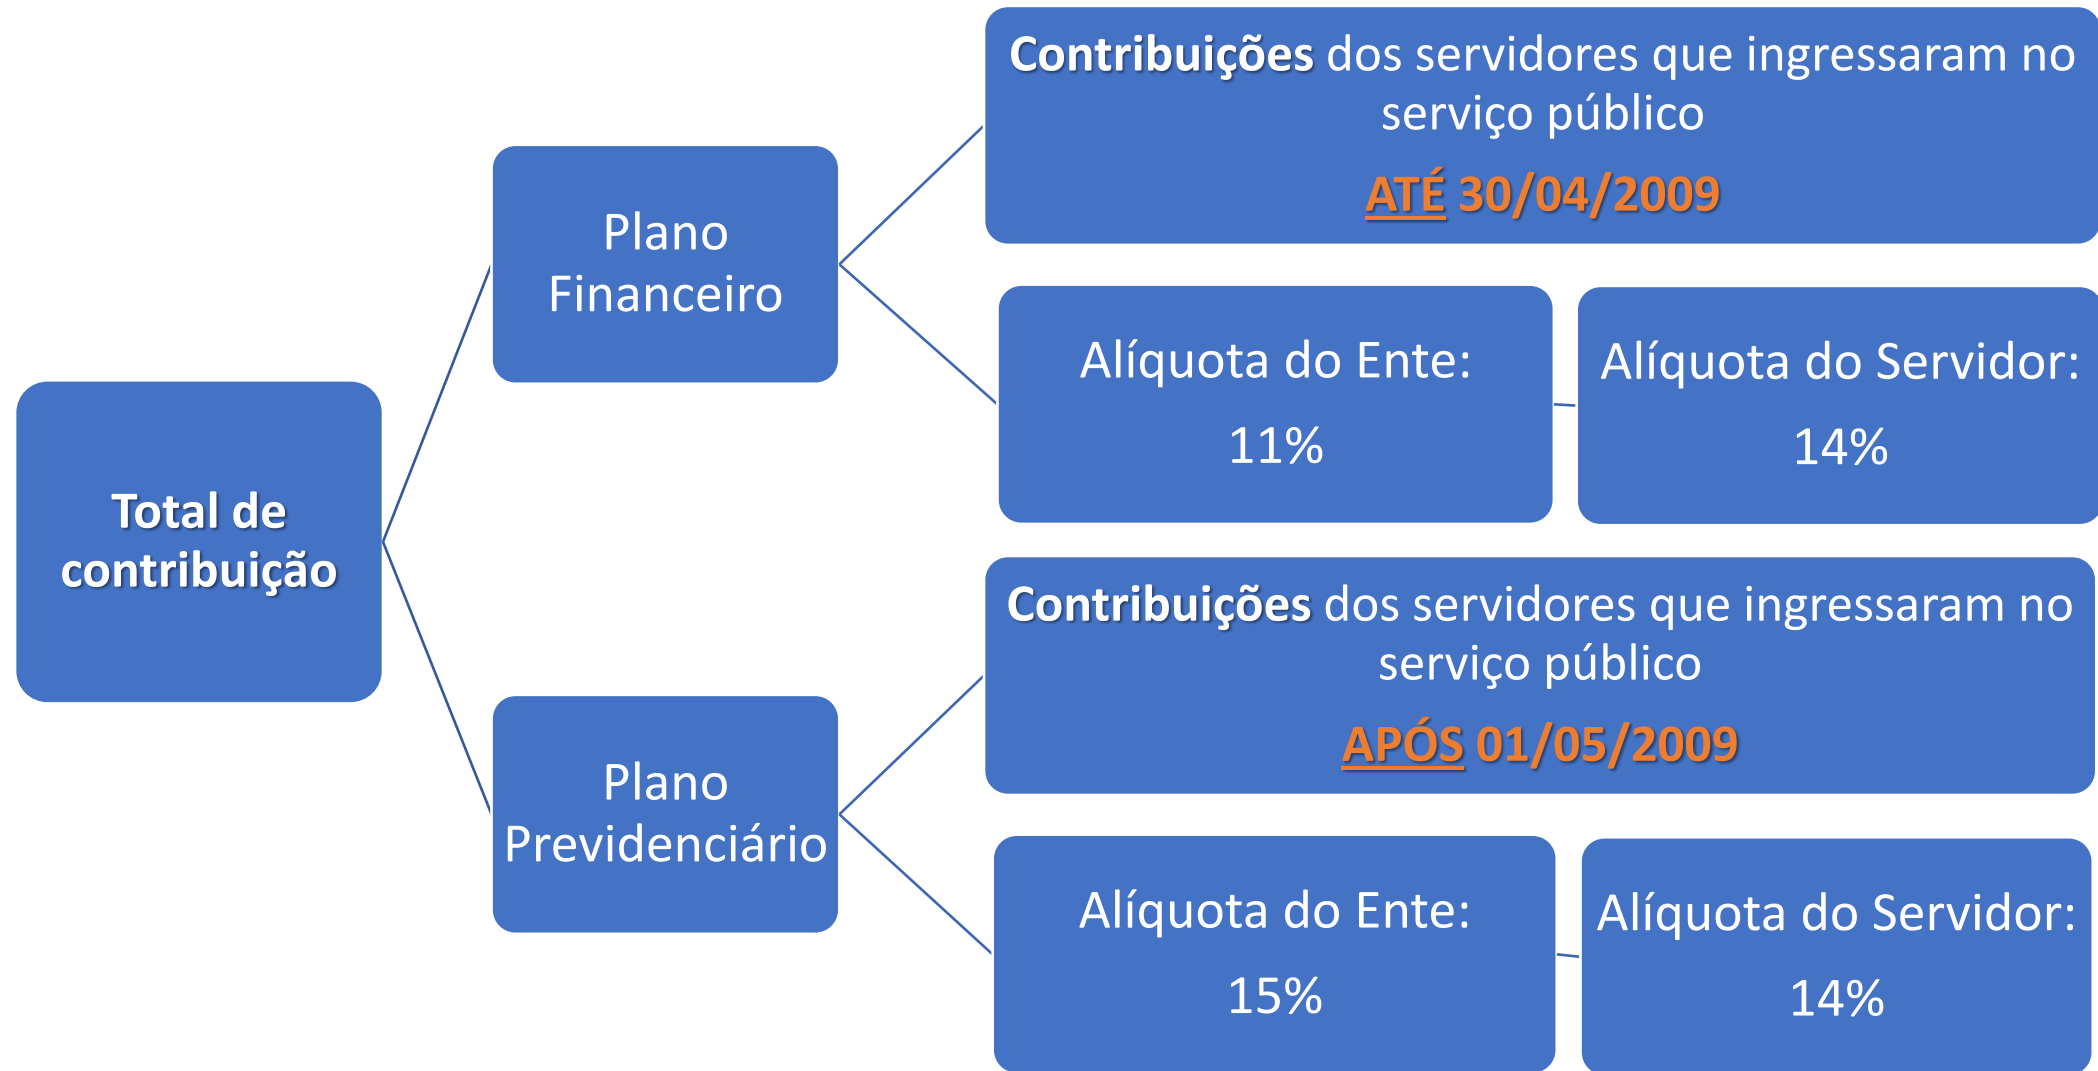 Total de
contribuição
Plano
Financeiro
Contribuições dos servidores que ingressaram no
serviço público
ATÉ 30/04/2009
Alíquota do Ente:
11%
Alíquota do Servidor:
14%
Plano
Previdenciário
Contribuições dos servidores que ingressaram no
serviço público
APÓS 01/05/2009
Alíquota do Ente:
15%
Alíquota do Servidor:
14%